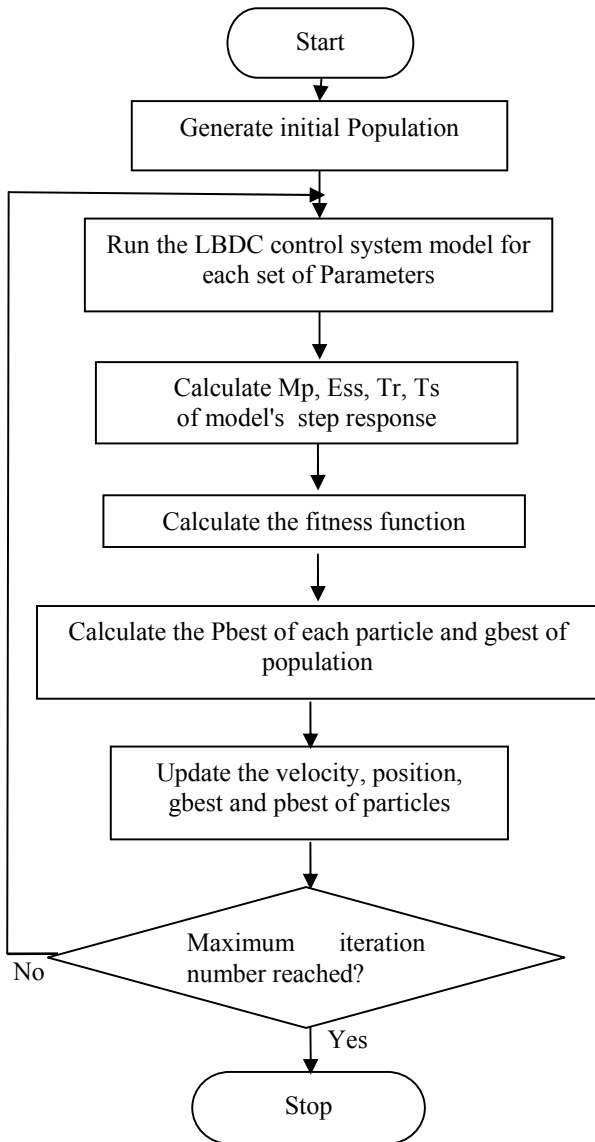 Start
Generate initial Population
Run the LBDC control system model for
each set of Parameters
Calculate Mp, Ess, Tr, Ts
of model's step response
Calculate the fitness function
Calculate the Pbest of each particle and gbest of
population
Update the velocity, position,
gbest and pbest of particles
Maximum iteration
number reached?
No
Yes
Stop